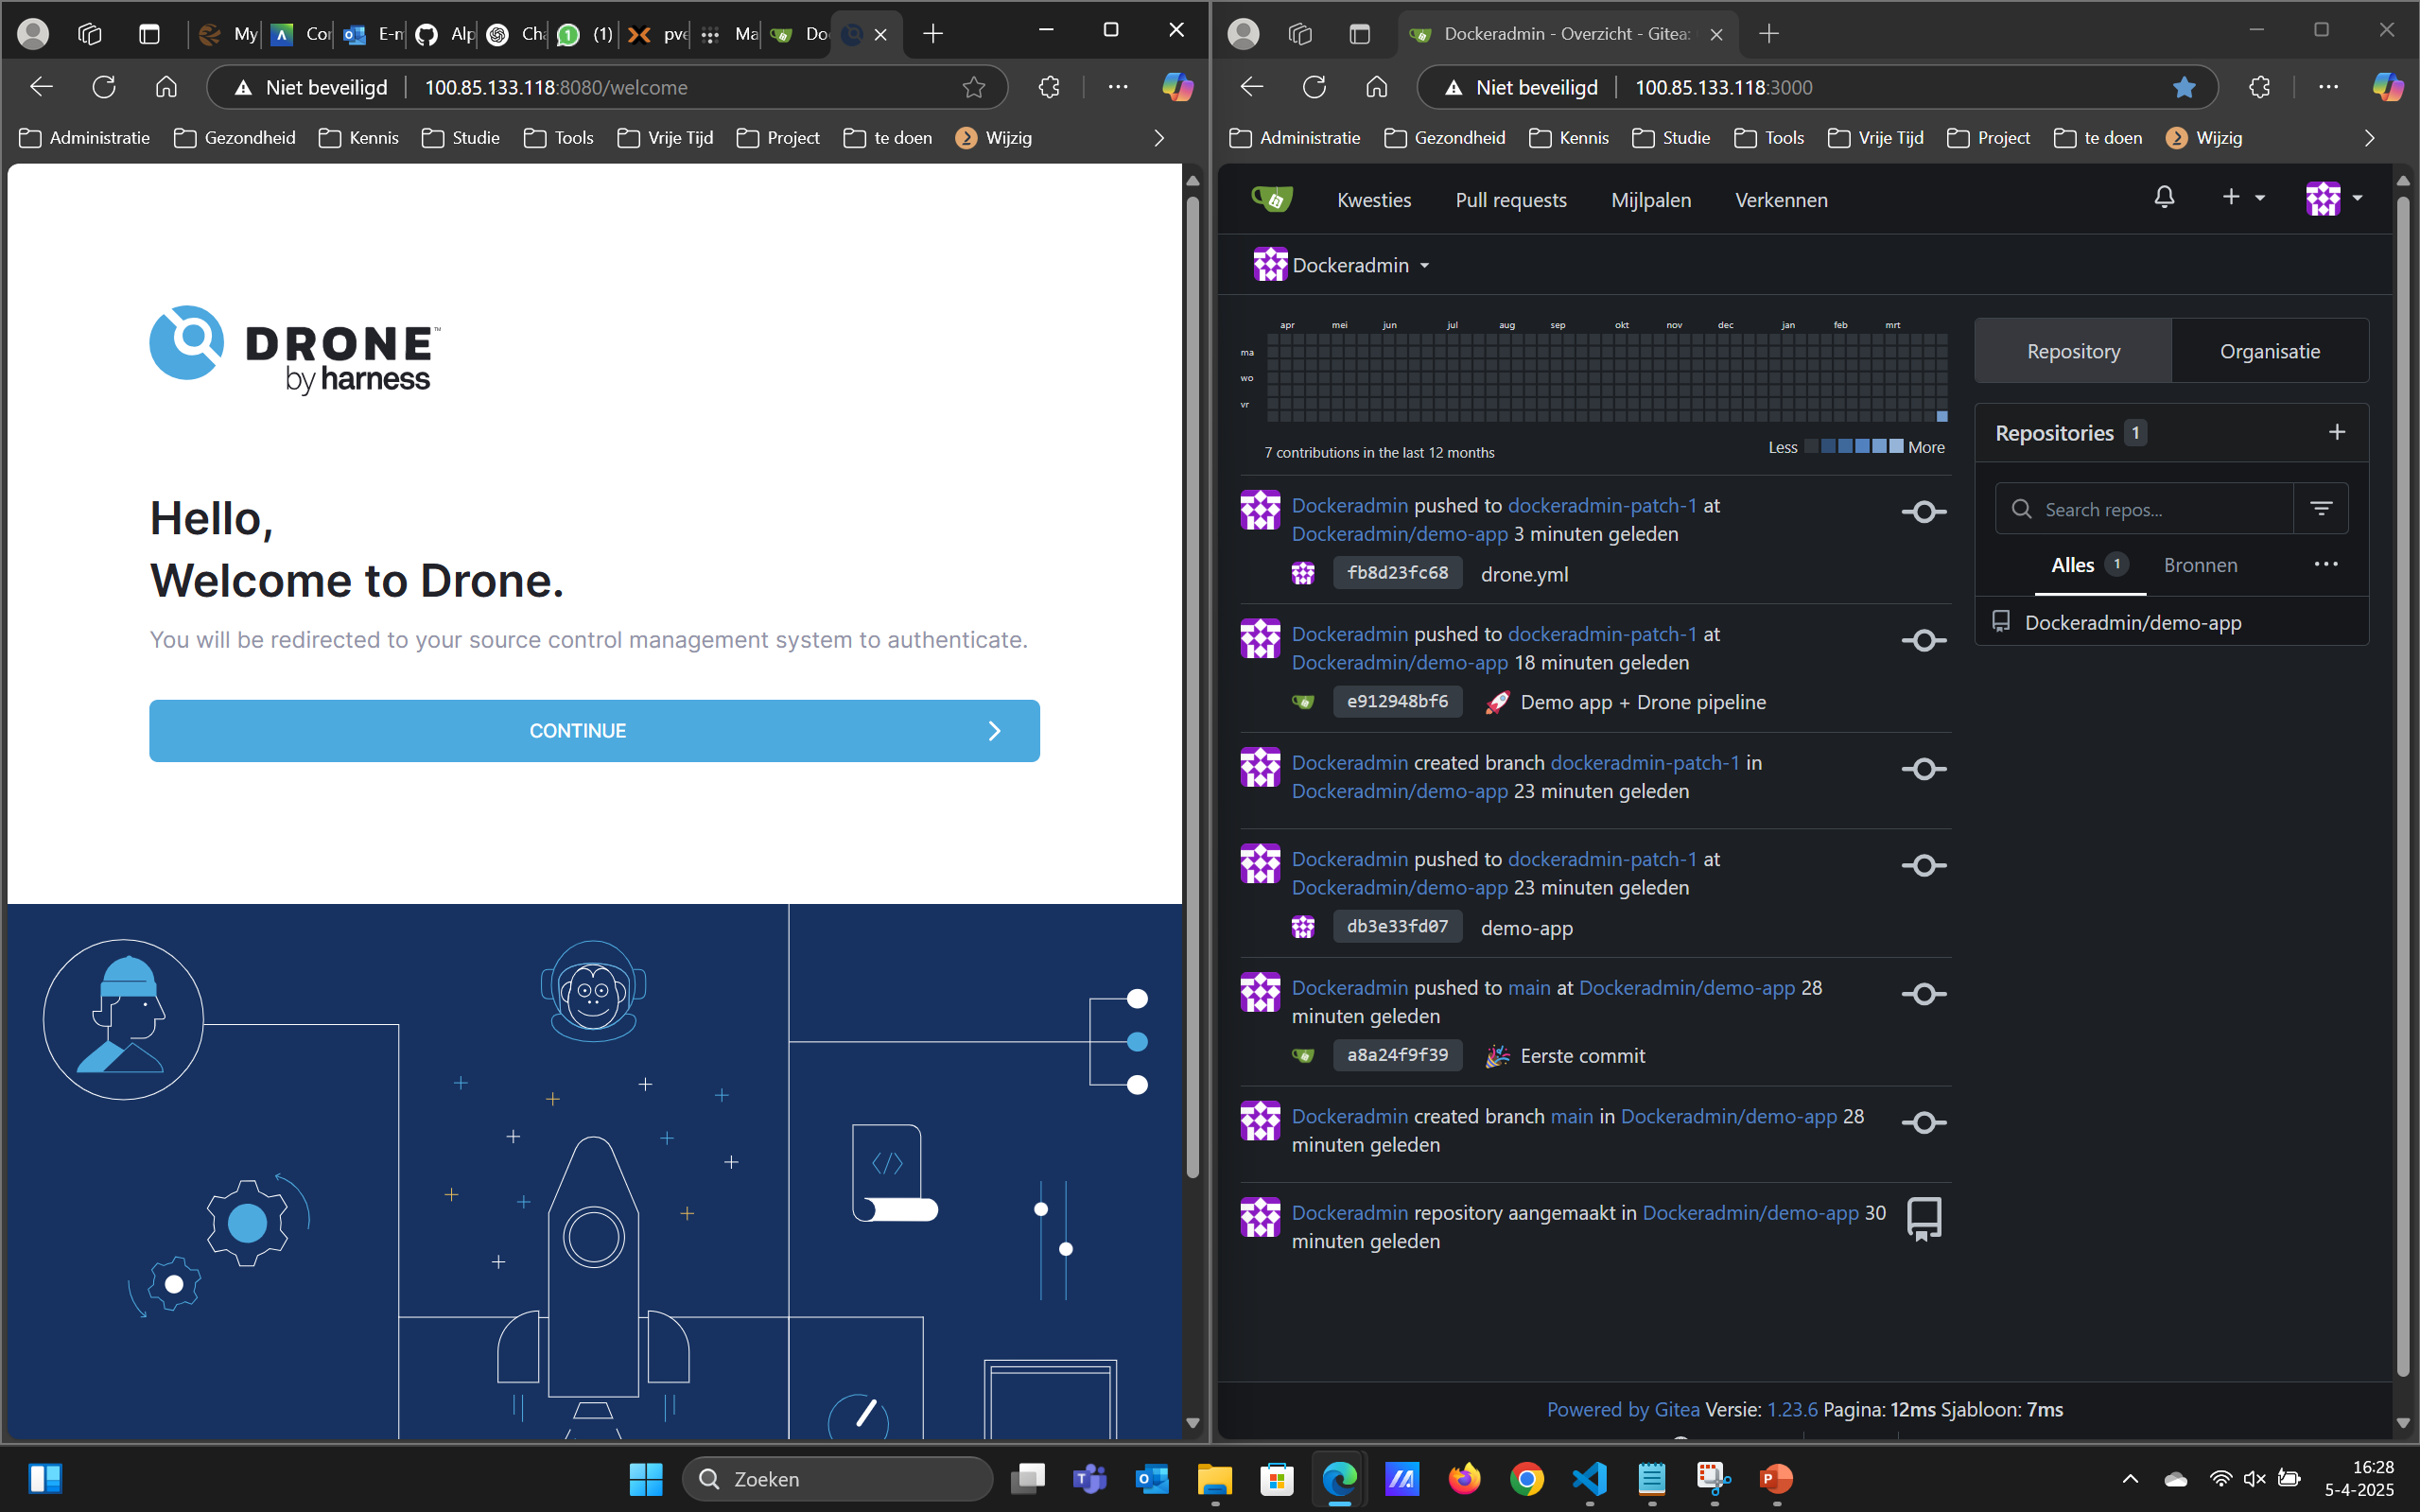 My
Cor
E-m
Alp
Cha
(1)
pve
Ma
Do
Niet beveiligd
100.85.133.118:8080/welcome
Administratie
Gezondheid
Kennis
Studie
Tools
Vrije Tijd
Project
te doen
Wijzig
DRONE™
by harness
Hello,
Welcome to Drone.
You will be redirected to your source control management system to authenticate.
CONTINUE
</>
Dockeradmin - Overzicht - Gitea:
Niet beveiligd
100.85.133.118:3000
Administratie
Gezondheid
Kennis
Studie
Tools
Vrije Tijd
Project
te doen
Wijzig
Kwesties
Pull requests
Mijlpalen
Verkennen
Dockeradmin
apr mei jun jul aug sep okt nov dec jan feb mrt
ma
wo
vr
7 contributions in the last 12 months
Less
More
Dockeradmin pushed to dockeradmin-patch-1 at
Dockeradmin/demo-app 3 minuten geleden
fb8d23fc68 drone.yml
Dockeradmin pushed to dockeradmin-patch-1 at
Dockeradmin/demo-app 18 minuten geleden
e912948bf6 🚀 Demo app + Drone pipeline
Dockeradmin created branch dockeradmin-patch-1 in
Dockeradmin/demo-app 23 minuten geleden
Dockeradmin pushed to dockeradmin-patch-1 at
Dockeradmin/demo-app 23 minuten geleden
db3e33fd07 demo-app
Dockeradmin pushed to main at Dockeradmin/demo-app 28
minuten geleden
a8a24f9f39 🎉 Eerste commit
Dockeradmin created branch main in Dockeradmin/demo-app 28
minuten geleden
Dockeradmin repository aangemaakt in Dockeradmin/demo-app 30
minuten geleden
Repository
Organisatie
Repositories 1
Search repos...
Alles 1
Bronnen
Dockeradmin/demo-app
Powered by Gitea Versie: 1.23.6 Pagina: 12ms Sjabloon: 7ms
Zoeken
16:28
5-4-2025